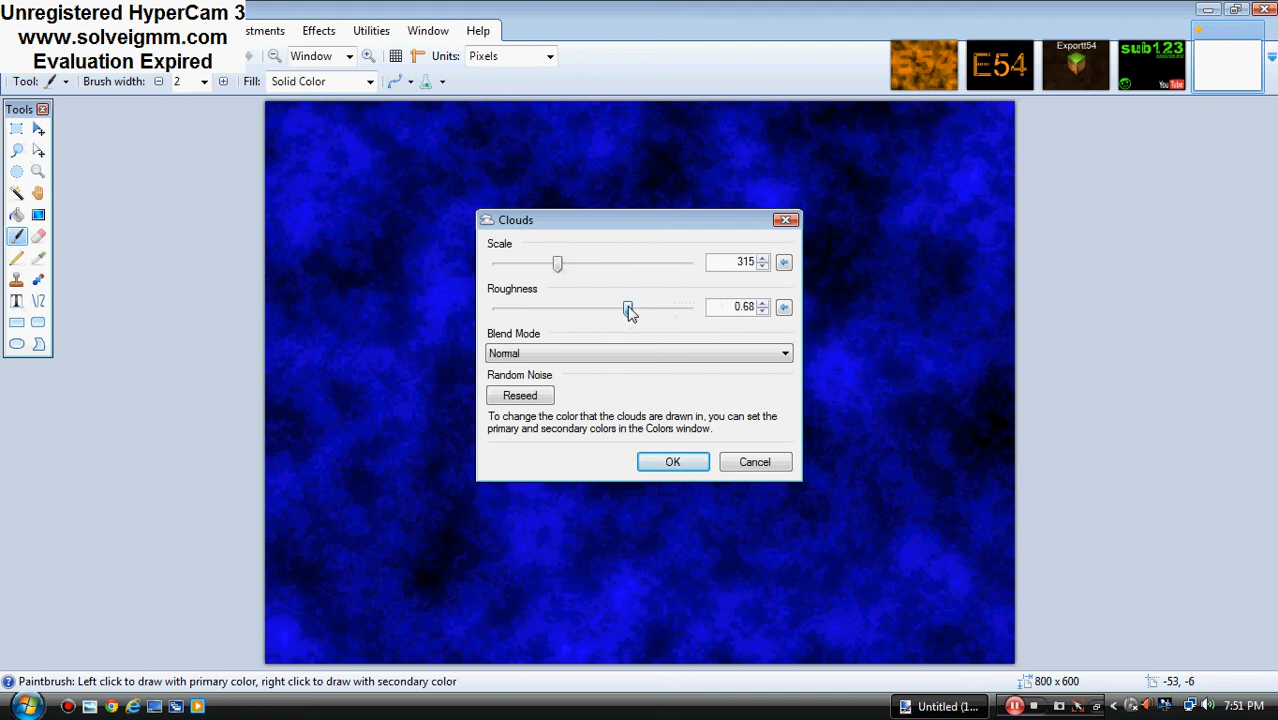 Unregistered HyperCam 3
www.solveigmm.com
Evaluation Expired
stments Effects Utilities Window Help
Window Units: Pixels
Tool: Brush width: 2 Fill: Solid Color
E54
E54
Exportt54
sub123
You Tube
Tools
Clouds
Scale
315
Roughness
0.68
Blend Mode
Normal
Random Noise
Reseed
To change the color that the clouds are drawn in, you can set the
primary and secondary colors in the Colors window.
OK Cancel
Paintbrush: Left click to draw with primary color, right click to draw with secondary color 800 x 600 -53, -6
Untitled (1... 7:51 PM